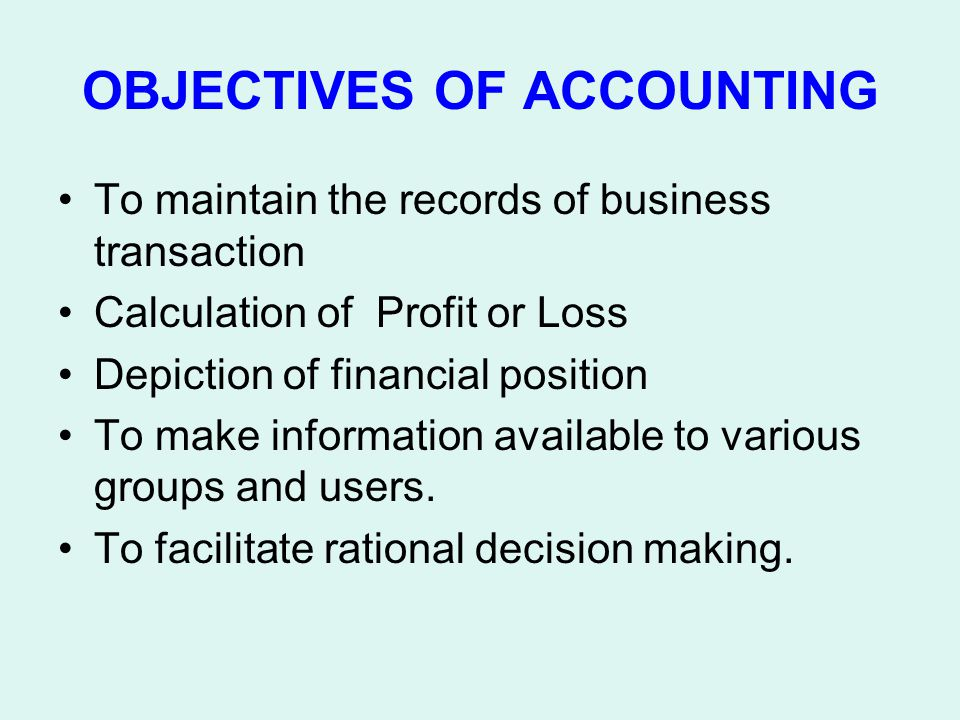 OBJECTIVES OF ACCOUNTING
• To maintain the records of business
transaction
• Calculation of  Profit or Loss
• Depiction of financial position
• To make information available to various
groups and users.
• To facilitate rational decision making.